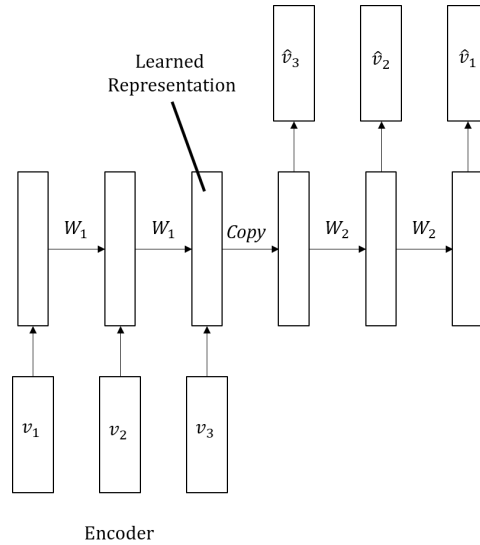 v̂₃ v̂₂ v̂₁
Learned
Representation
W₁ W₁ Copy W₂ W₂
v₁ v₂ v₃
Encoder